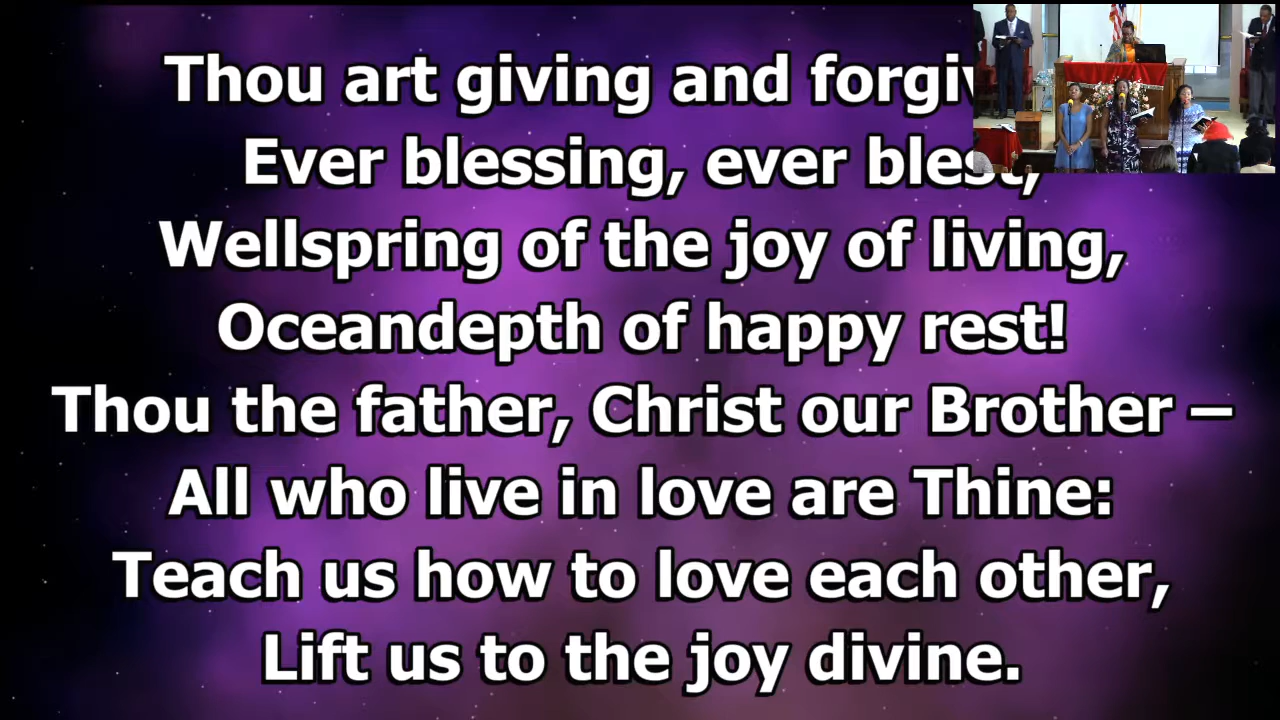 Thou art giving and forgiv
Ever blessing, ever blest,
Wellspring of the joy of living,
Oceandepth of happy rest!
Thou the father, Christ our Brother –
All who live in love are Thine:
Teach us how to love each other,
Lift us to the joy divine.